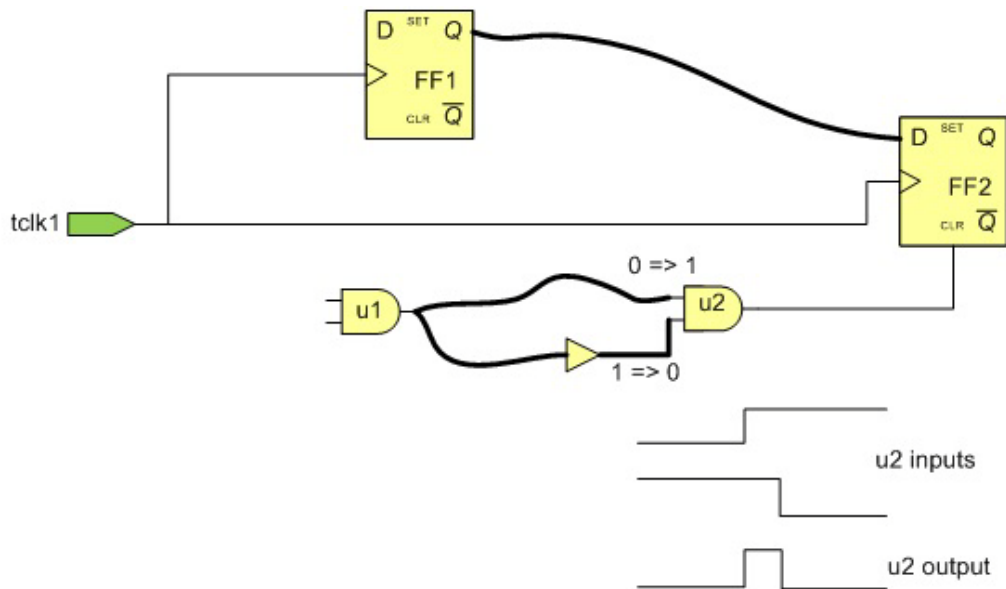 D SET Q
FF1
CLR Q
D SET Q
FF2
CLR Q
tclk1
0 => 1
u1
u2
1 => 0
u2 inputs
u2 output